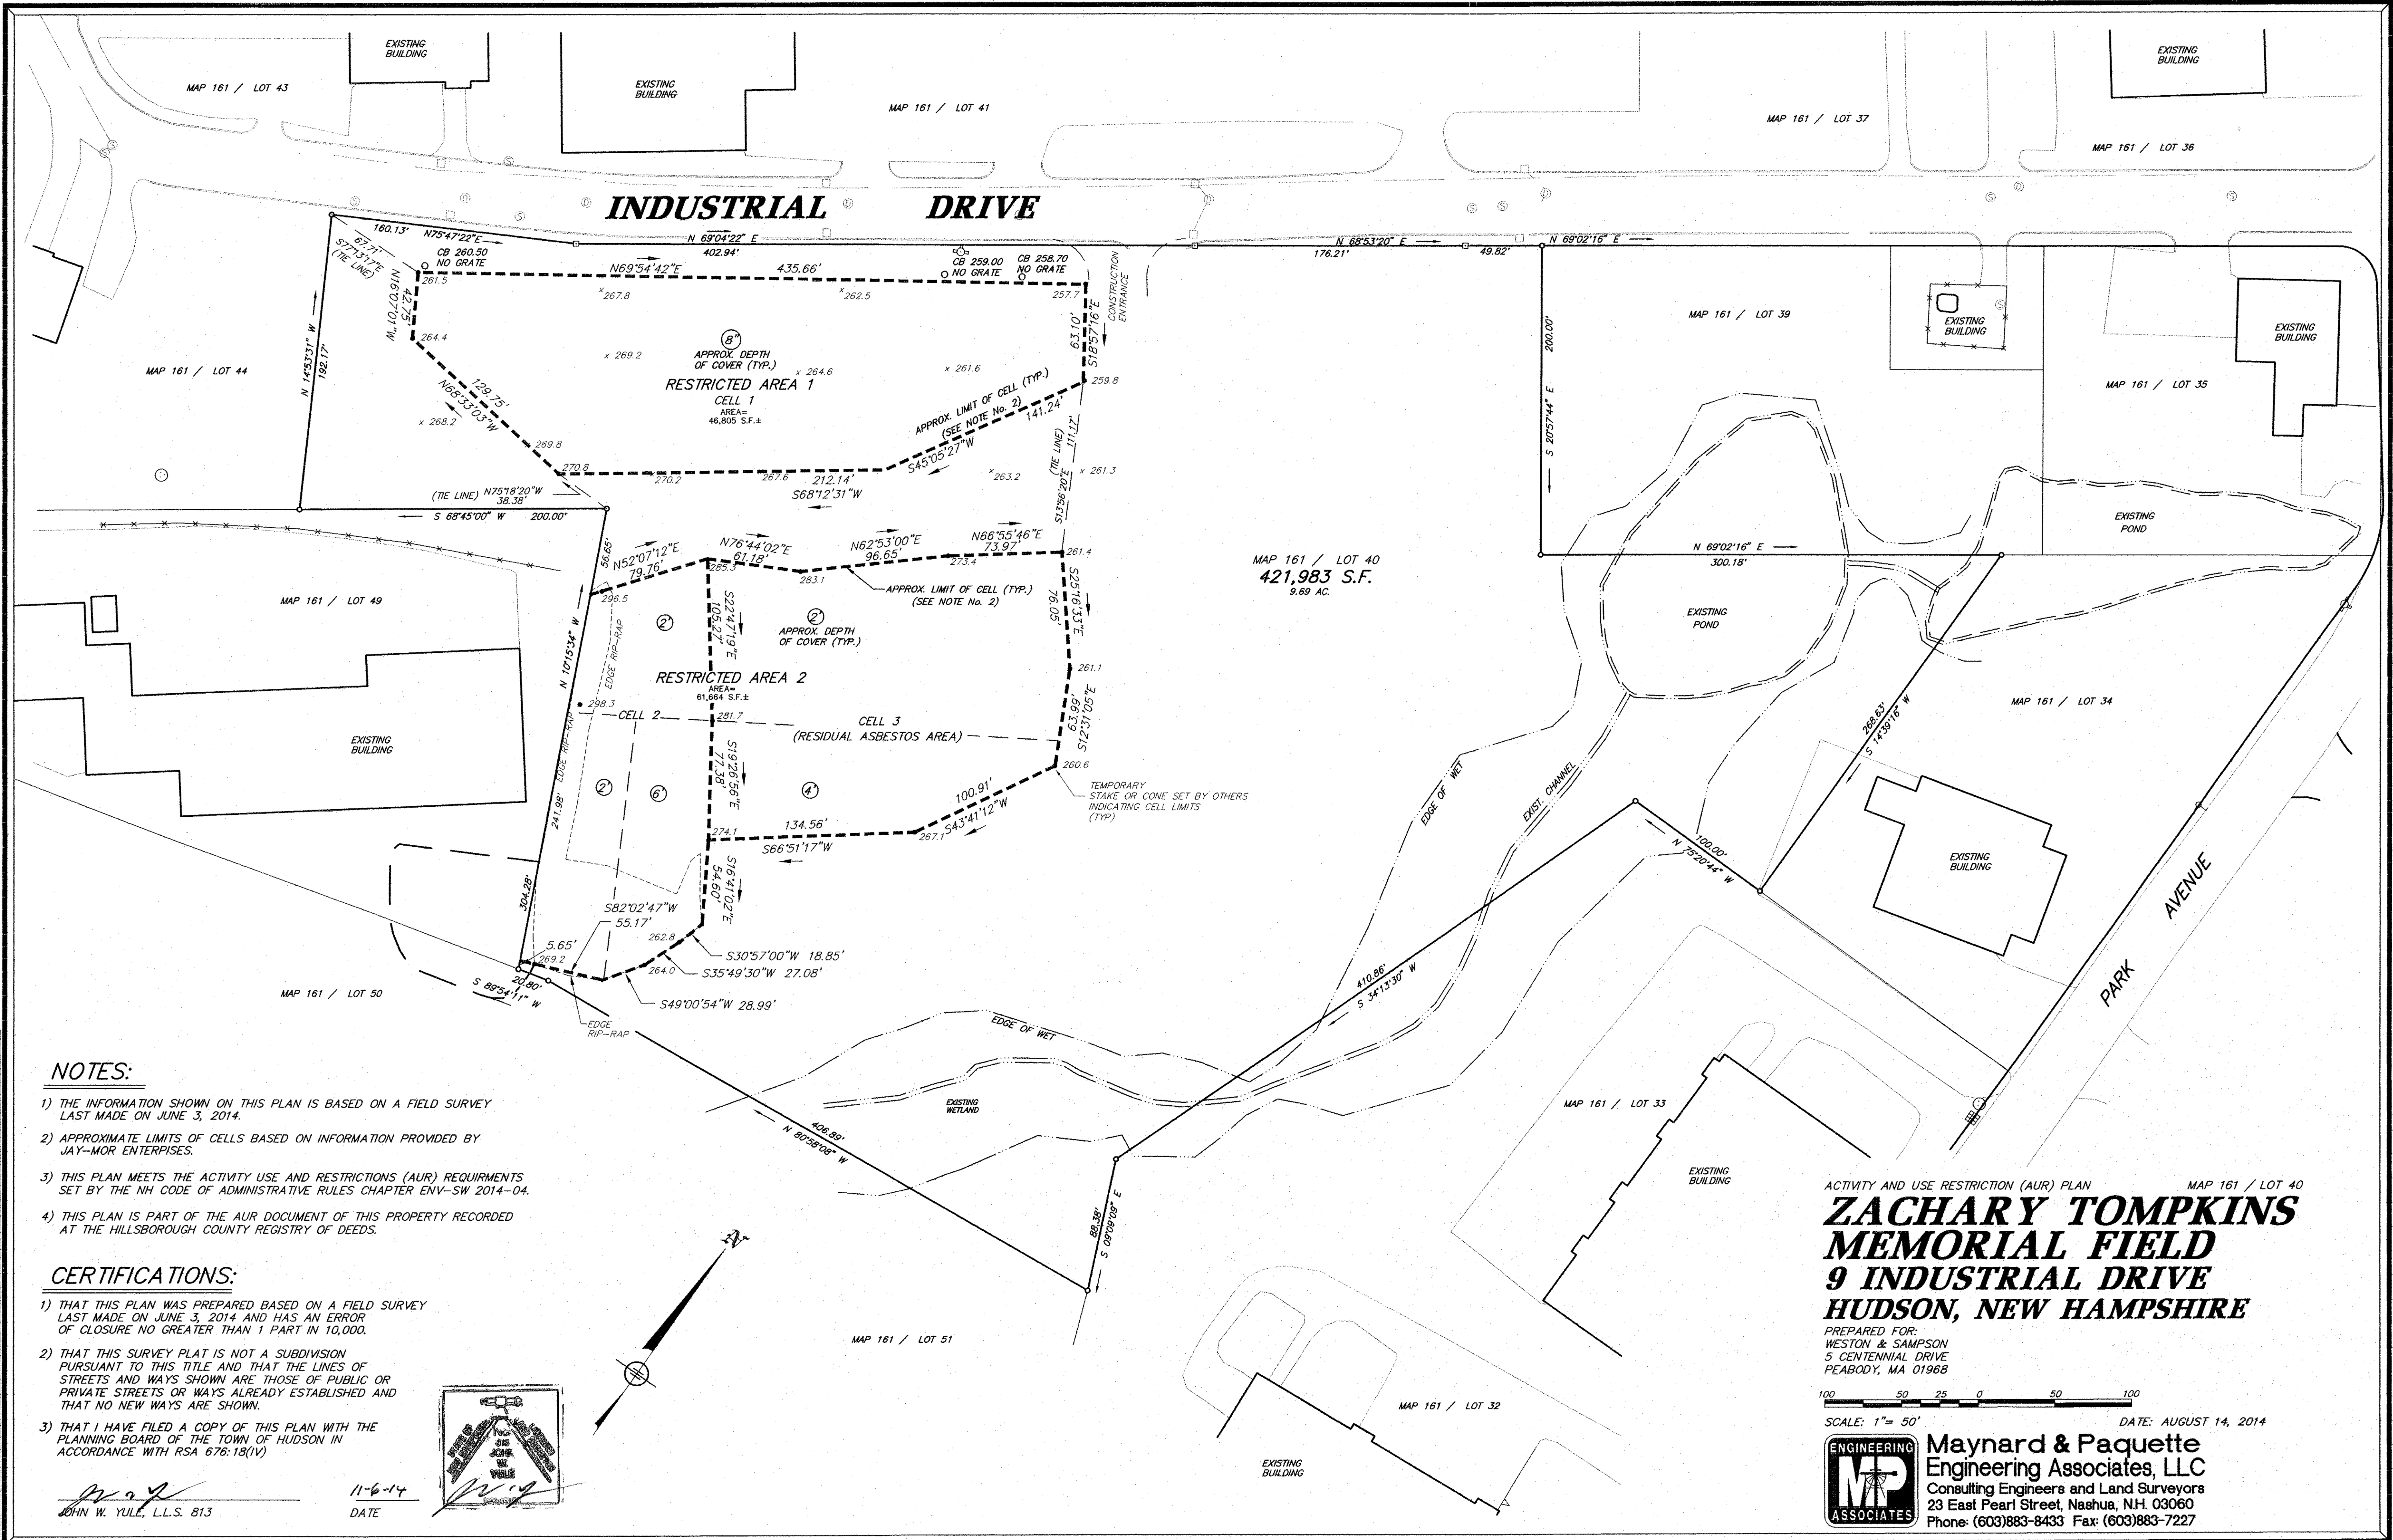 EXISTING
BUILDING
MAP 161 / LOT 43
EXISTING
BUILDING
MAP 161 / LOT 41
MAP 161 / LOT 37
EXISTING
BUILDING
MAP 161 / LOT 36
INDUSTRIAL DRIVE
160.13'
N75°47'22"E
67.71'
S77°13'17"E
(TIE LINE)
CB 260.50
NO GRATE
N 69°04'22" E
402.94'
N69°54'42"E 435.66'
CB 259.00
NO GRATE
CB 258.70
NO GRATE
N 68°53'20" E
176.21'
49.82'
N 69°02'16" E
CONSTRUCTION
ENTRANCE
N 14°53'31" W
192.17'
42.75'
N16°07'01"W
261.5
264.4
x 267.8
x 262.5
257.7
63.10'
S18°57'16"E
259.8
8"
APPROX. DEPTH
OF COVER (TYP.)
RESTRICTED AREA 1
CELL 1
AREA=
46,805 S.F.±
x 269.2
x 264.6
x 261.6
MAP 161 / LOT 44
129.75'
N68°33'03"W
x 268.2
269.8
270.8
270.2
267.6
212.14'
S68°12'31"W
APPROX. LIMIT OF CELL (TYP.)
(SEE NOTE No. 2)
141.24'
S45°05'27"W
(TIE LINE) 111.17'
S13°56'20"E
x 263.2
x 261.3
(TIE LINE) N75°18'20"W
38.38'
S 68°45'00" W 200.00'
56.65'
200.00'
S 20°57'44" E
MAP 161 / LOT 39
EXISTING
BUILDING
EXISTING
BUILDING
MAP 161 / LOT 35
EXISTING
POND
N52°07'12"E
79.76'
N76°44'02"E
61.18'
N62°53'00"E
96.65'
N66°55'46"E
73.97'
261.4
273.4
283.1
285.3
296.5
APPROX. LIMIT OF CELL (TYP.)
(SEE NOTE No. 2)
MAP 161 / LOT 40
421,983 S.F.
9.69 AC.
N 69°02'16" E
300.18'
EXISTING
POND
MAP 161 / LOT 49
N 10°15'34" W
EDGE RIP-RAP
S22°47'19"E
105.27'
2'
2'
APPROX. DEPTH
OF COVER (TYP.)
S25°16'33"E
76.05'
261.1
RESTRICTED AREA 2
AREA=
61,664 S.F.±
298.3
CELL 2
281.7
CELL 3
(RESIDUAL ASBESTOS AREA)
63.99'
S12°31'05"E
260.6
EXISTING
BUILDING
241.98' EDGE RIP-RAP
S19°26'56"E
77.38'
2'
6'
4'
100.91'
S43°41'12"W
TEMPORARY
STAKE OR CONE SET BY OTHERS
INDICATING CELL LIMITS
(TYP)
274.1
134.56'
267.1
S66°51'17"W
EDGE OF WET
EXIST. CHANNEL
268.63'
S 14°39'16" W
MAP 161 / LOT 34
100.00'
N 75°20'44" W
EXISTING
BUILDING
PARK AVENUE
304.28'
S16°41'02"E
54.60'
S82°02'47"W
55.17'
5.65'
269.2
262.8
264.0
S30°57'00"W 18.85'
S35°49'30"W 27.08'
S49°00'54"W 28.99'
20.80'
S 89°54'11" W
EDGE
RIP-RAP
MAP 161 / LOT 50
410.86'
S 34°13'30" W
EDGE OF WET
EXISTING
WETLAND
406.89'
N 80°58'08" W
88.38'
S 09°09'09" E
MAP 161 / LOT 33
EXISTING
BUILDING
MAP 161 / LOT 51
MAP 161 / LOT 32
EXISTING
BUILDING
N
NOTES:
1) THE INFORMATION SHOWN ON THIS PLAN IS BASED ON A FIELD SURVEY
LAST MADE ON JUNE 3, 2014.
2) APPROXIMATE LIMITS OF CELLS BASED ON INFORMATION PROVIDED BY
JAY-MOR ENTERPISES.
3) THIS PLAN MEETS THE ACTIVITY USE AND RESTRICTIONS (AUR) REQUIRMENTS
SET BY THE NH CODE OF ADMINISTRATIVE RULES CHAPTER ENV-SW 2014-04.
4) THIS PLAN IS PART OF THE AUR DOCUMENT OF THIS PROPERTY RECORDED
AT THE HILLSBOROUGH COUNTY REGISTRY OF DEEDS.
CERTIFICATIONS:
1) THAT THIS PLAN WAS PREPARED BASED ON A FIELD SURVEY
LAST MADE ON JUNE 3, 2014 AND HAS AN ERROR
OF CLOSURE NO GREATER THAN 1 PART IN 10,000.
2) THAT THIS SURVEY PLAT IS NOT A SUBDIVISION
PURSUANT TO THIS TITLE AND THAT THE LINES OF
STREETS AND WAYS SHOWN ARE THOSE OF PUBLIC OR
PRIVATE STREETS OR WAYS ALREADY ESTABLISHED AND
THAT NO NEW WAYS ARE SHOWN.
3) THAT I HAVE FILED A COPY OF THIS PLAN WITH THE
PLANNING BOARD OF THE TOWN OF HUDSON IN
ACCORDANCE WITH RSA 676:18(IV)
11-6-14
JOHN W. YULE, L.L.S. 813
DATE
No.
813
JOHN
W.
YULE
ACTIVITY AND USE RESTRICTION (AUR) PLAN MAP 161 / LOT 40
ZACHARY TOMPKINS
MEMORIAL FIELD
9 INDUSTRIAL DRIVE
HUDSON, NEW HAMPSHIRE
PREPARED FOR:
WESTON & SAMPSON
5 CENTENNIAL DRIVE
PEABODY, MA 01968
100 50 25 0 50 100
SCALE: 1"= 50' DATE: AUGUST 14, 2014
ENGINEERING
MP
ASSOCIATES
Maynard & Paquette
Engineering Associates, LLC
Consulting Engineers and Land Surveyors
23 East Pearl Street, Nashua, N.H. 03060
Phone: (603)883-8433 Fax: (603)883-7227